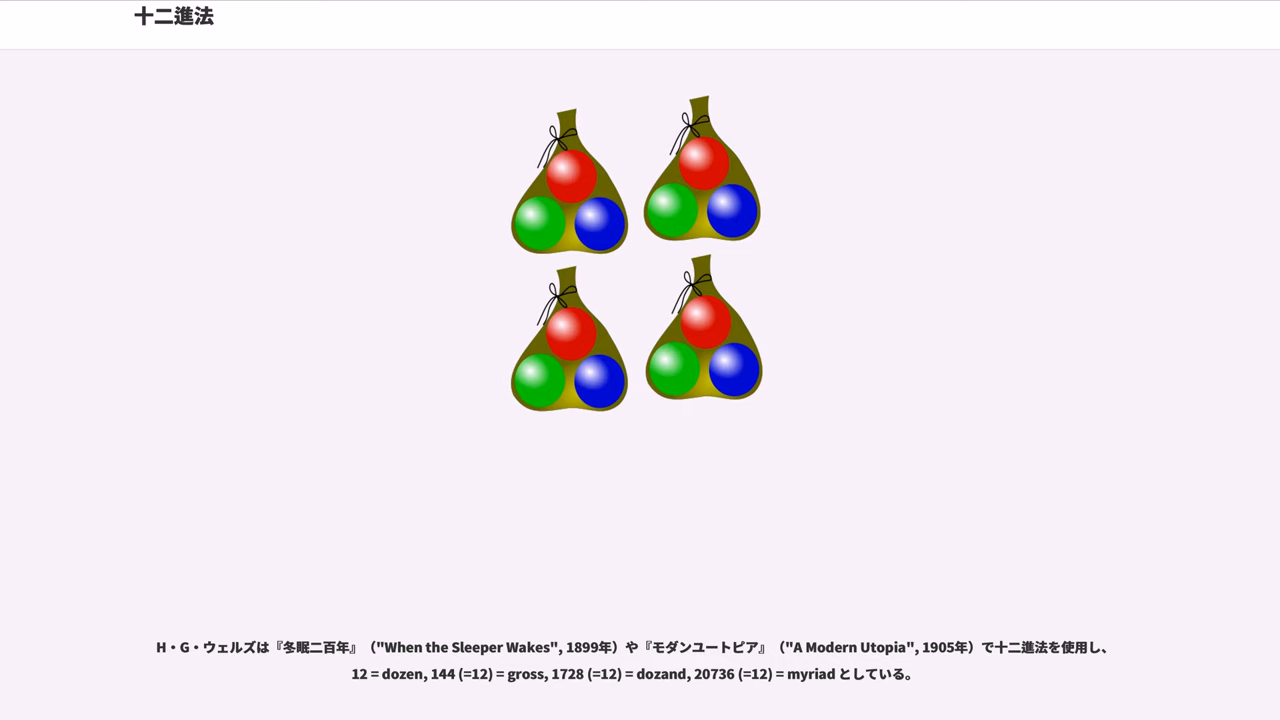 十二進法
H・G・ウェルズは『冬眠二百年』（"When the Sleeper Wakes", 1899年）や『モダンユートピア』（"A Modern Utopia", 1905年）で十二進法を使用し、
12 = dozen, 144 (=12) = gross, 1728 (=12) = dozand, 20736 (=12) = myriad としている。